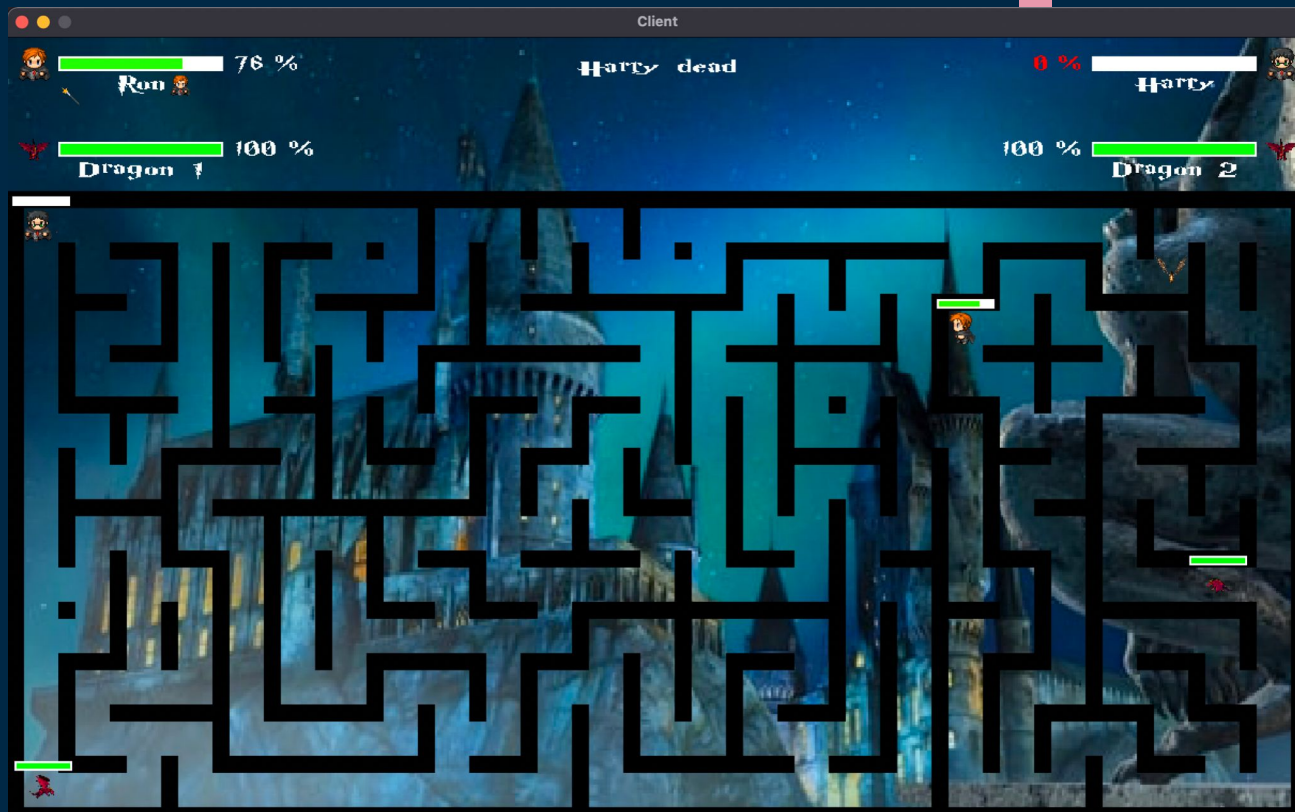 Client
76 %
Harry dead
0 %
Ron
Harry
100 %
100 %
Dragon 1
Dragon 2